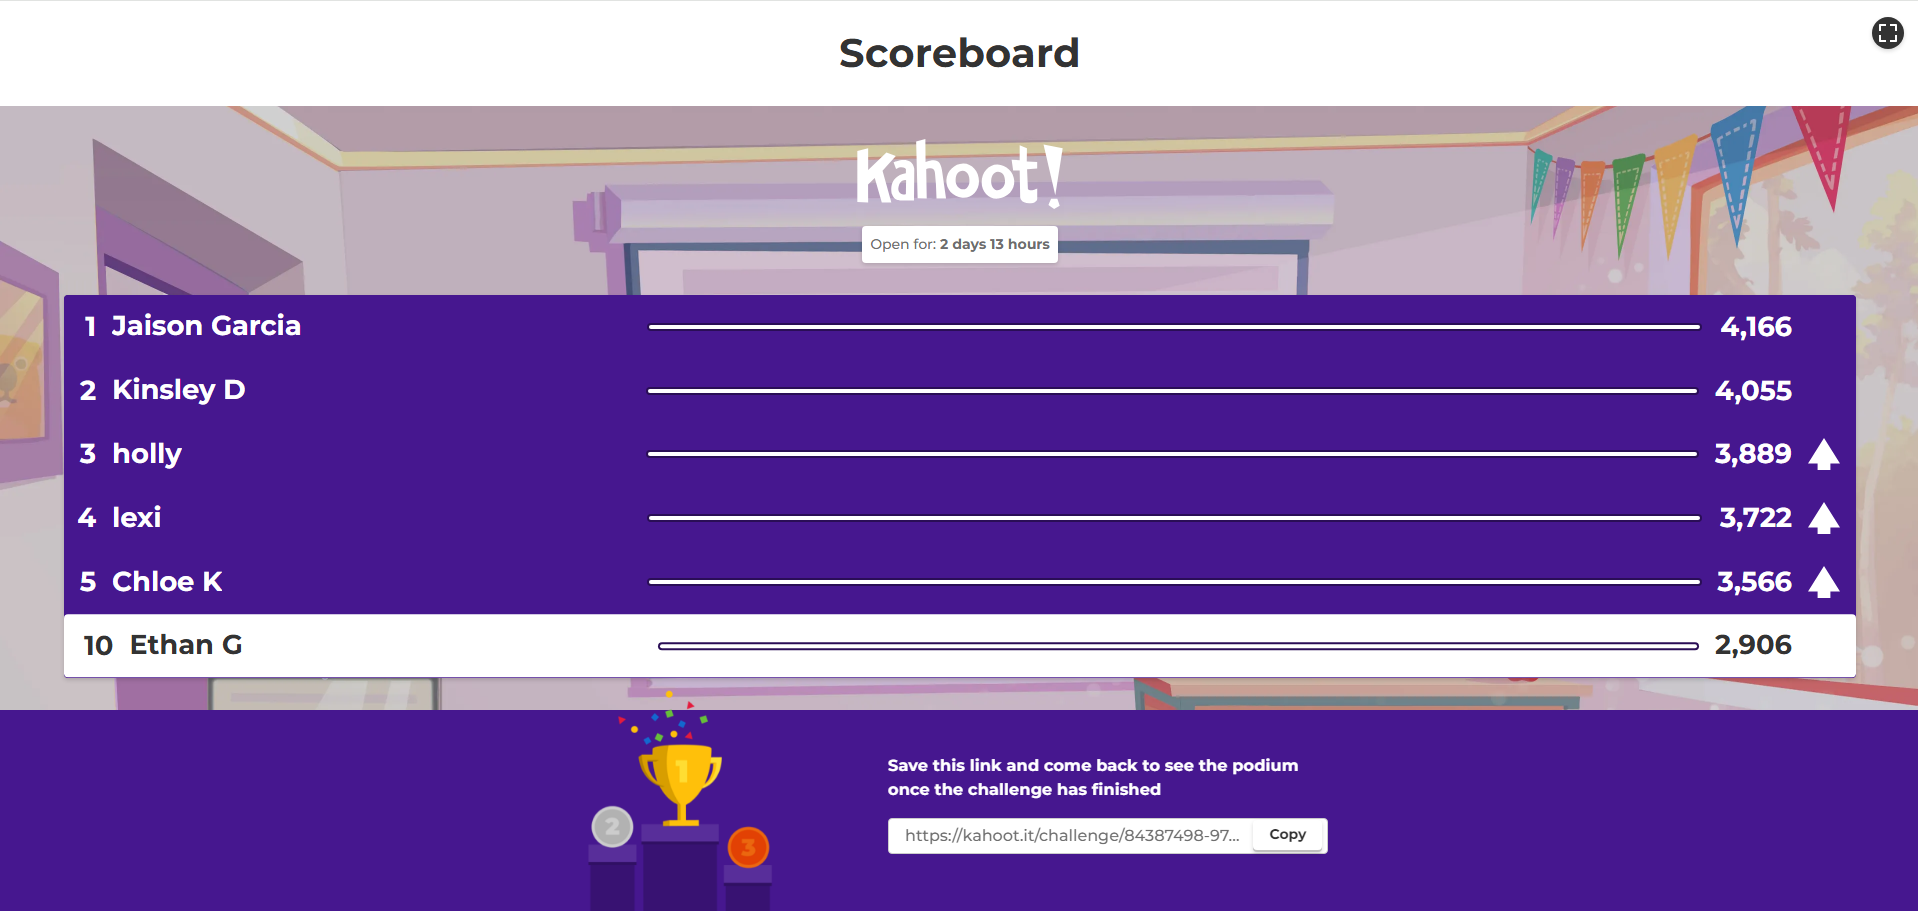 Scoreboard
Kahoot!
Open for: 2 days 13 hours
1 Jaison Garcia 4,166
2 Kinsley D 4,055
3 holly 3,889
4 lexi 3,722
5 Chloe K 3,566
10 Ethan G 2,906
1
2
3
Save this link and come back to see the podium
once the challenge has finished
https://kahoot.it/challenge/84387498-97... Copy